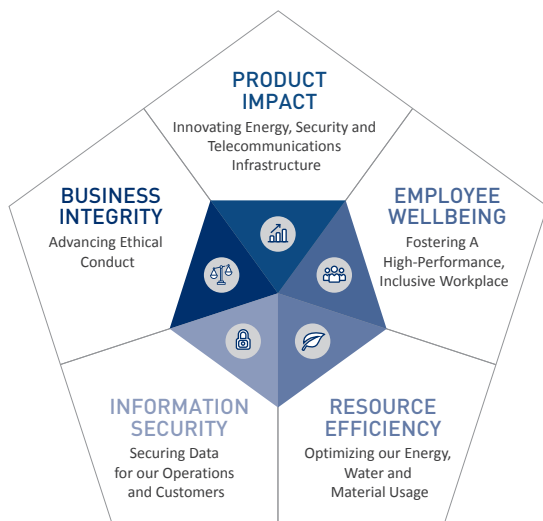 PRODUCT
IMPACT
Innovating Energy, Security and
Telecommunications
Infrastructure
BUSINESS
INTEGRITY
Advancing Ethical
Conduct
EMPLOYEE
WELLBEING
Fostering A
High-Performance,
Inclusive Workplace
INFORMATION
SECURITY
Securing Data
for our Operations
and Customers
RESOURCE
EFFICIENCY
Optimizing our Energy,
Water and
Material Usage